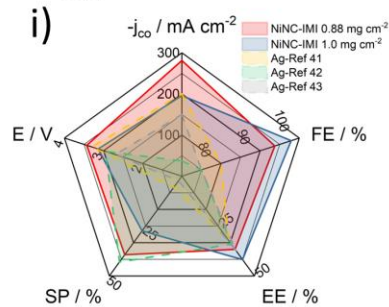 i)
-jco / mA cm-2
300
200
100
NiNC-IMI 0.88 mg cm-2
NiNC-IMI 1.0 mg cm-2
Ag-Ref 41
Ag-Ref 42
Ag-Ref 43
E / V
4
3
2
80
90
100
FE / %
25
25
50
50
SP / %
EE / %